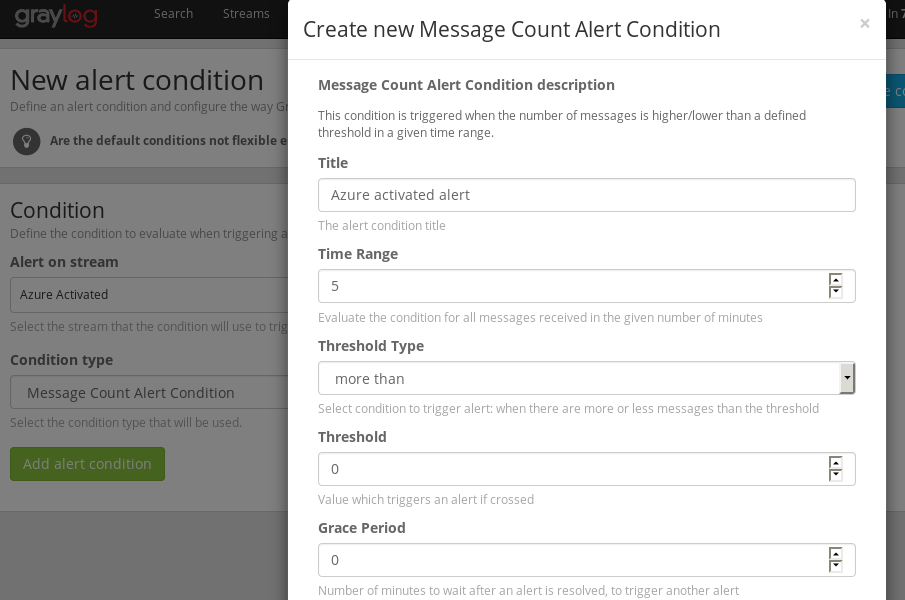 graylog
Search
Streams
in 7
New alert condition
Define an alert condition and configure the way Gr
Are the default conditions not flexible e
Condition
Define the condition to evaluate when triggering a
Alert on stream
Azure Activated
Select the stream that the condition will use to trig
Condition type
Message Count Alert Condition
Select the condition type that will be used.
Add alert condition
Create new Message Count Alert Condition
×
Message Count Alert Condition description
This condition is triggered when the number of messages is higher/lower than a defined
threshold in a given time range.
Title
Azure activated alert
The alert condition title
Time Range
5
Evaluate the condition for all messages received in the given number of minutes
Threshold Type
more than
Select condition to trigger alert: when there are more or less messages than the threshold
Threshold
0
Value which triggers an alert if crossed
Grace Period
0
Number of minutes to wait after an alert is resolved, to trigger another alert